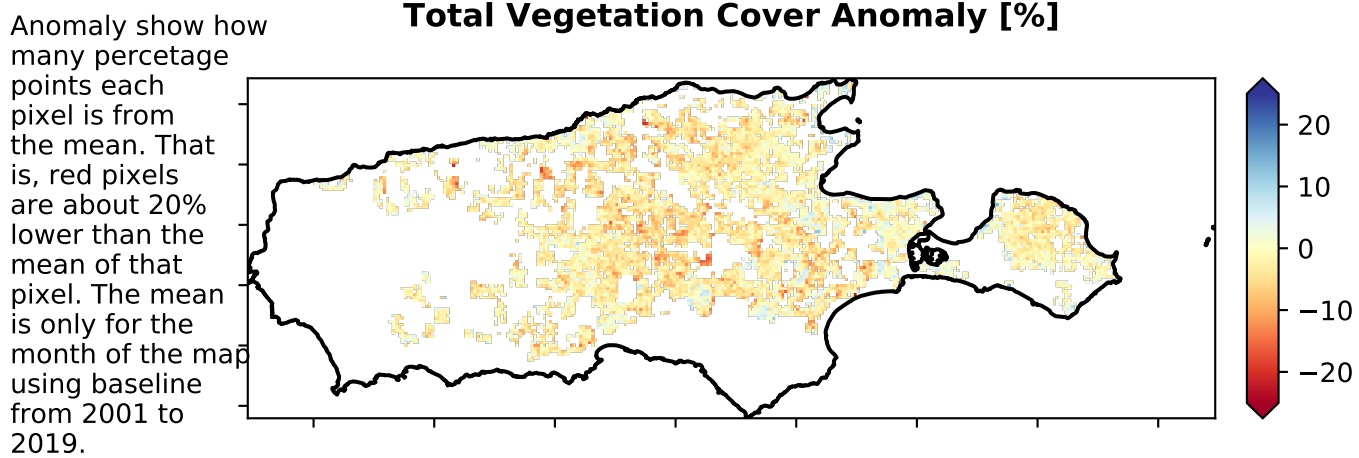 Total Vegetation Cover Anomaly [%]
Anomaly show how
many percetage
points each
pixel is from
the mean. That
is, red pixels
are about 20%
lower than the
mean of that
pixel. The mean
is only for the
month of the map
using baseline
from 2001 to
2019.
20
10
0
−10
−20